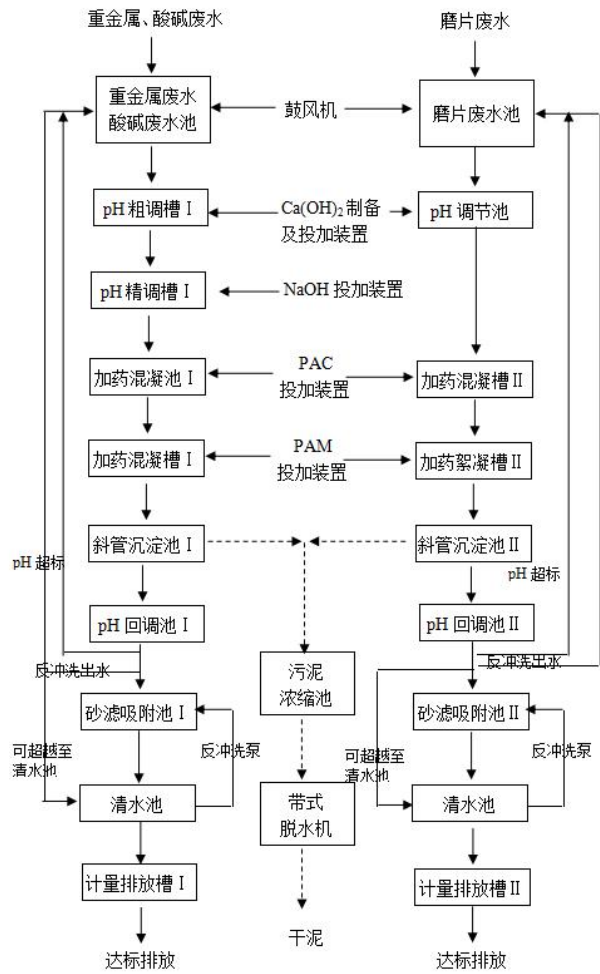 重金属、酸碱废水
磨片废水
重金属废水
酸碱废水池
鼓风机
磨片废水池
pH 粗调槽 I
Ca(OH)₂ 制备
及投加装置
pH 调节池
pH 精调槽 I
NaOH 投加装置
加药混凝池 I
PAC
投加装置
加药混凝槽 II
加药混凝槽 I
PAM
投加装置
加药絮凝槽 II
斜管沉淀池 I
斜管沉淀池 II
pH 超标
pH 超标
pH 回调池 I
pH 回调池 II
反冲洗出水
污泥
浓缩池
反冲洗出水
砂滤吸附池 I
砂滤吸附池 II
可超越至
清水池
反冲洗泵
可超越至
清水池
反冲洗泵
清水池
带式
脱水机
清水池
计量排放槽 I
计量排放槽 II
达标排放
干泥
达标排放